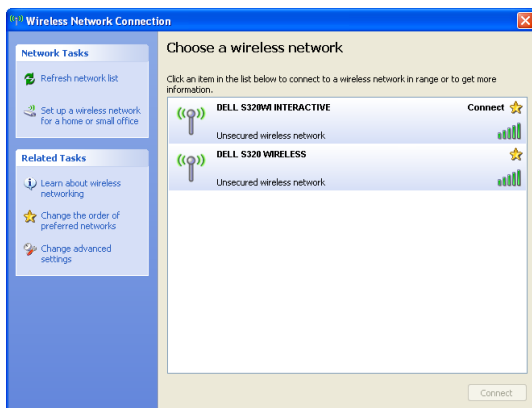 Wireless Network Connection
Network Tasks
Refresh network list
Set up a wireless network
for a home or small office
Related Tasks
Learn about wireless
networking
Change the order of
preferred networks
Change advanced
settings
Choose a wireless network
Click an item in the list below to connect to a wireless network in range or to get more
information.
DELL S320WI INTERACTIVE
Connect
Unsecured wireless network
DELL S320 WIRELESS
Unsecured wireless network
Connect